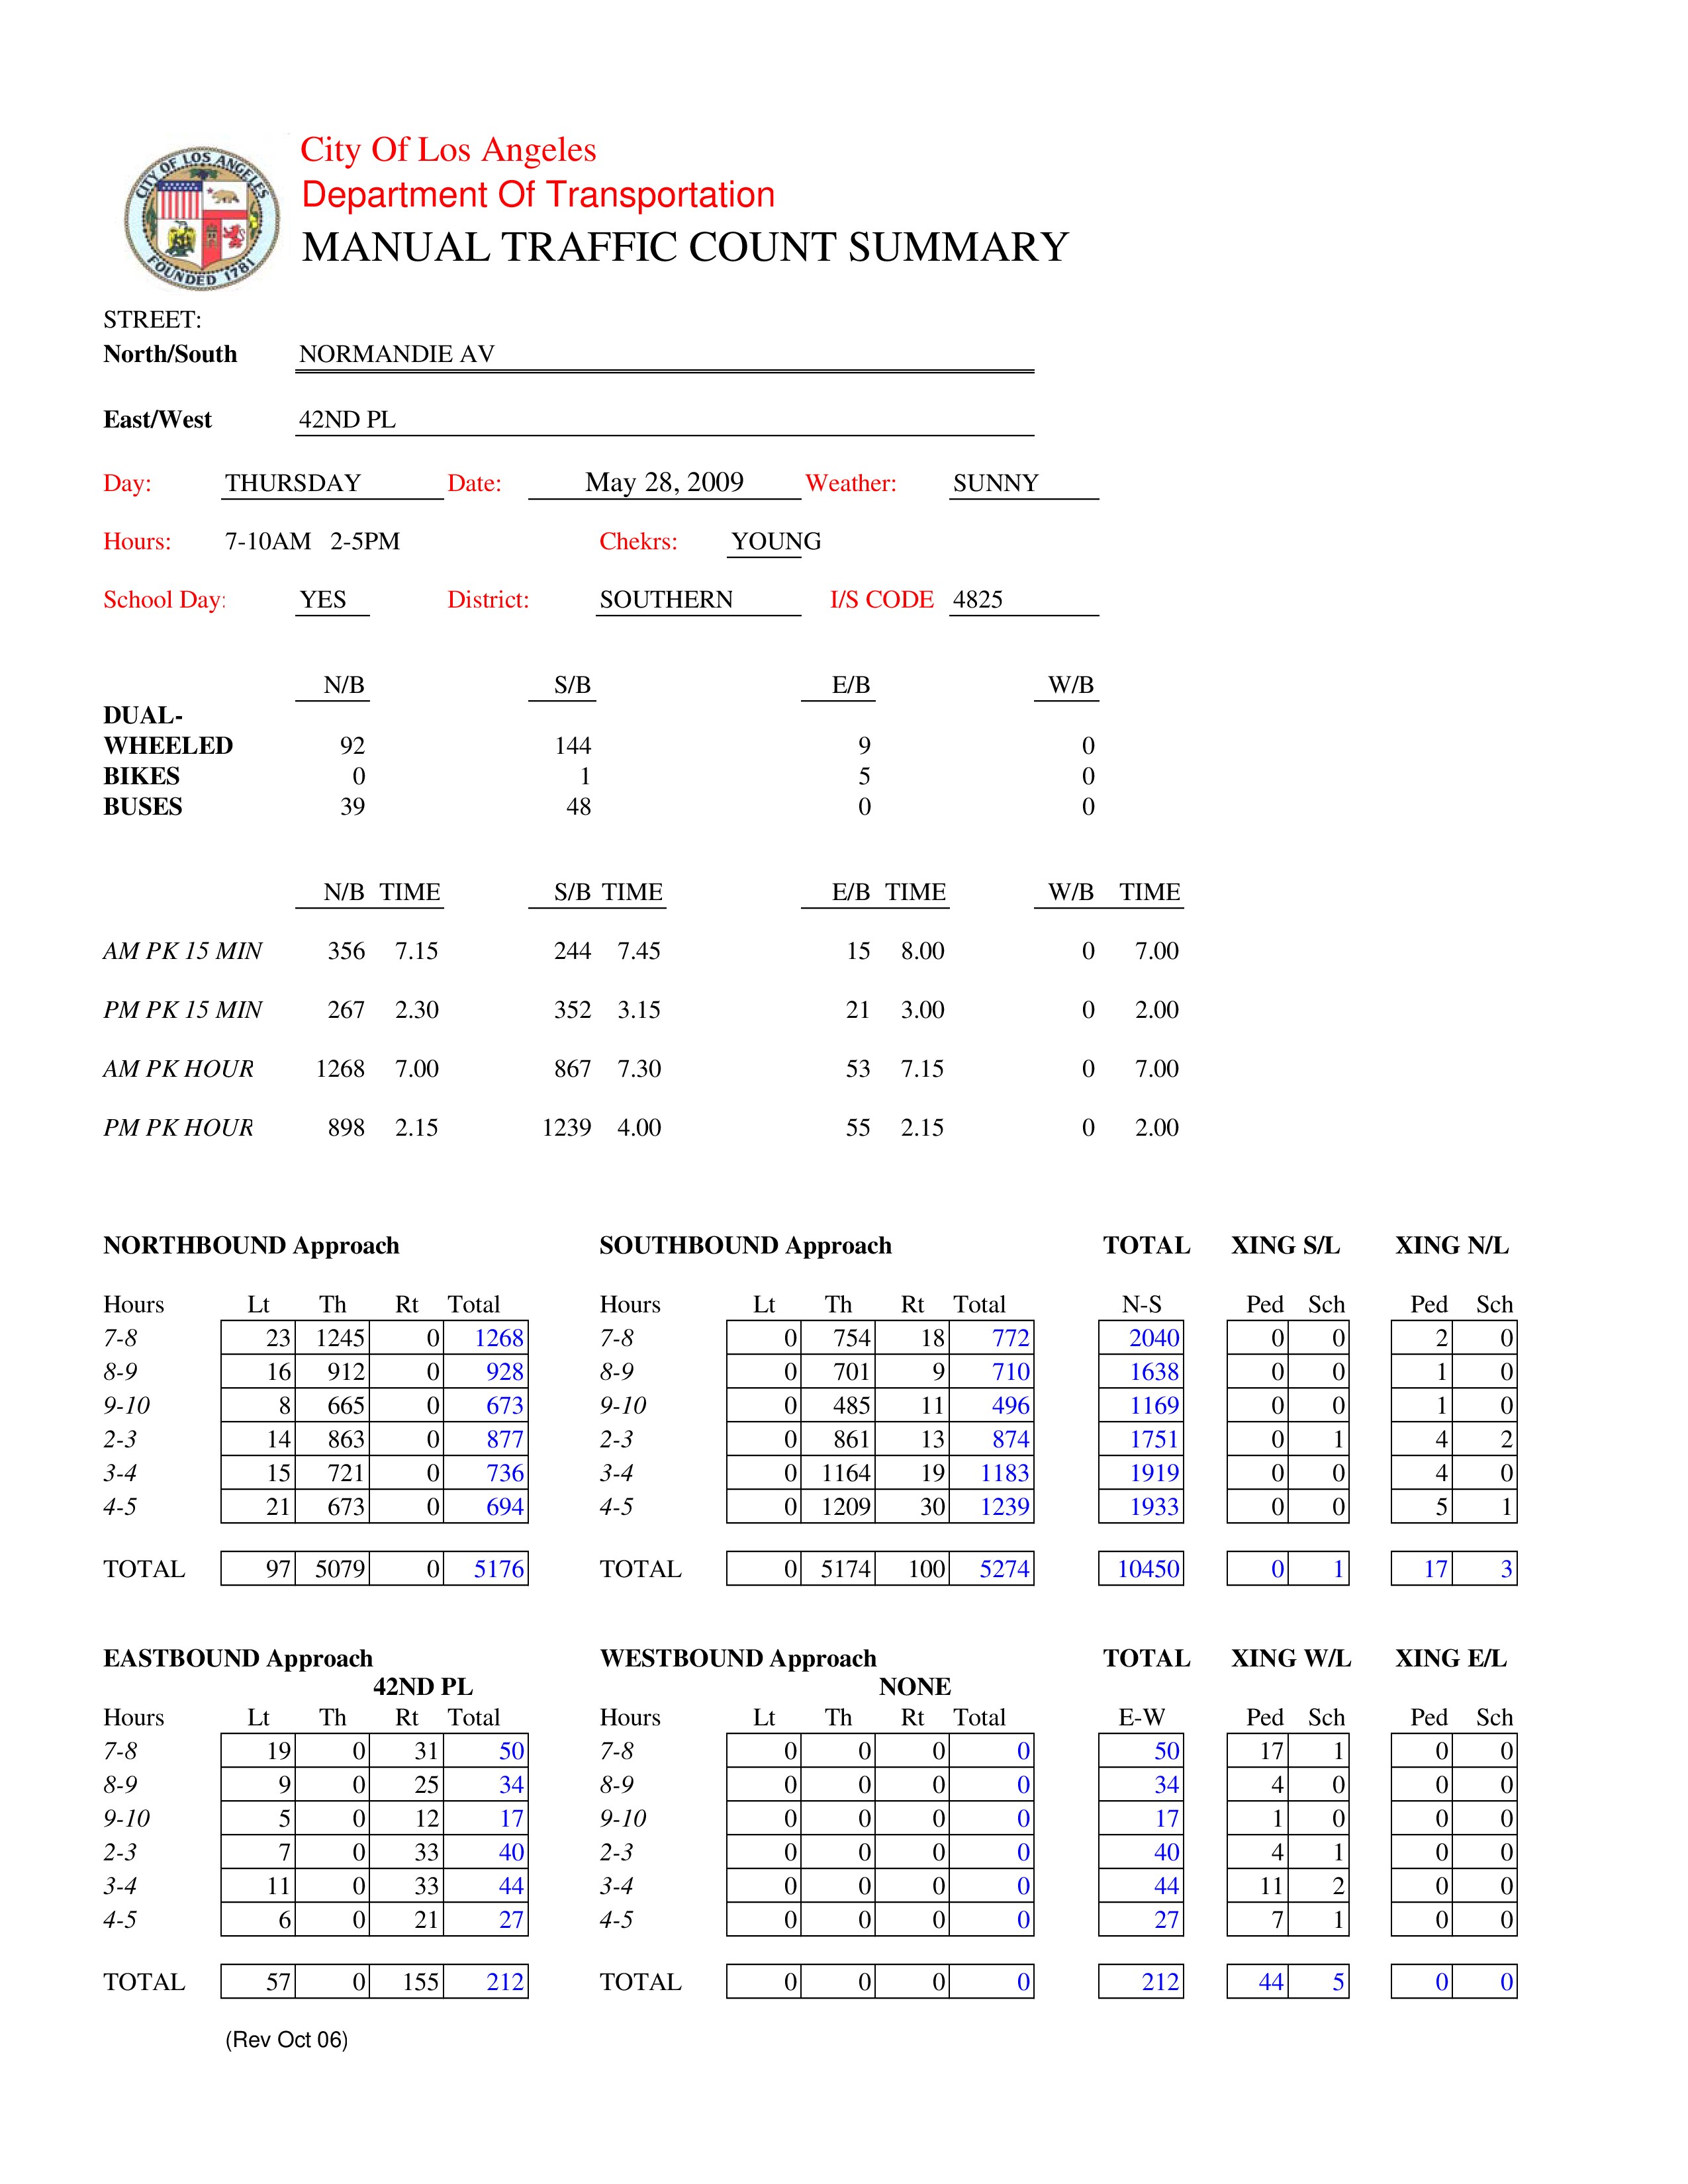 CITY OF LOS ANGELES
FOUNDED 1781
City Of Los Angeles
Department Of Transportation
MANUAL TRAFFIC COUNT SUMMARY
STREET:
North/South NORMANDIE AV
East/West 42ND PL
Day: THURSDAY Date: May 28, 2009 Weather: SUNNY
Hours: 7-10AM 2-5PM Chekrs: YOUNG
School Day: YES District: SOUTHERN I/S CODE 4825
N/B S/B E/B W/B
DUAL-
WHEELED 92 144 9 0
BIKES 0 1 5 0
BUSES 39 48 0 0
N/B TIME S/B TIME E/B TIME W/B TIME
AM PK 15 MIN 356 7.15 244 7.45 15 8.00 0 7.00
PM PK 15 MIN 267 2.30 352 3.15 21 3.00 0 2.00
AM PK HOUR 1268 7.00 867 7.30 53 7.15 0 7.00
PM PK HOUR 898 2.15 1239 4.00 55 2.15 0 2.00
NORTHBOUND Approach SOUTHBOUND Approach TOTAL XING S/L XING N/L
Hours Lt Th Rt Total Hours Lt Th Rt Total N-S Ped Sch Ped Sch
7-8 23 1245 0 1268 7-8 0 754 18 772 2040 0 0 2 0
8-9 16 912 0 928 8-9 0 701 9 710 1638 0 0 1 0
9-10 8 665 0 673 9-10 0 485 11 496 1169 0 0 1 0
2-3 14 863 0 877 2-3 0 861 13 874 1751 0 1 4 2
3-4 15 721 0 736 3-4 0 1164 19 1183 1919 0 0 4 0
4-5 21 673 0 694 4-5 0 1209 30 1239 1933 0 0 5 1
TOTAL 97 5079 0 5176 TOTAL 0 5174 100 5274 10450 0 1 17 3
EASTBOUND Approach WESTBOUND Approach TOTAL XING W/L XING E/L
42ND PL NONE
Hours Lt Th Rt Total Hours Lt Th Rt Total E-W Ped Sch Ped Sch
7-8 19 0 31 50 7-8 0 0 0 0 50 17 1 0 0
8-9 9 0 25 34 8-9 0 0 0 0 34 4 0 0 0
9-10 5 0 12 17 9-10 0 0 0 0 17 1 0 0 0
2-3 7 0 33 40 2-3 0 0 0 0 40 4 1 0 0
3-4 11 0 33 44 3-4 0 0 0 0 44 11 2 0 0
4-5 6 0 21 27 4-5 0 0 0 0 27 7 1 0 0
TOTAL 57 0 155 212 TOTAL 0 0 0 0 212 44 5 0 0
(Rev Oct 06)